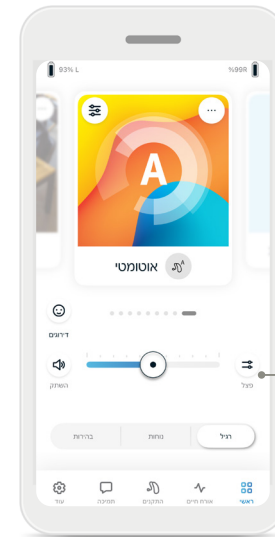 93% L
%99R
A
אוטומטי
דירוגים
השתק
פצל
רגיל
נוחות
בהירות
ראשי
אורח חיים
התקנים
תמיכה
עוד